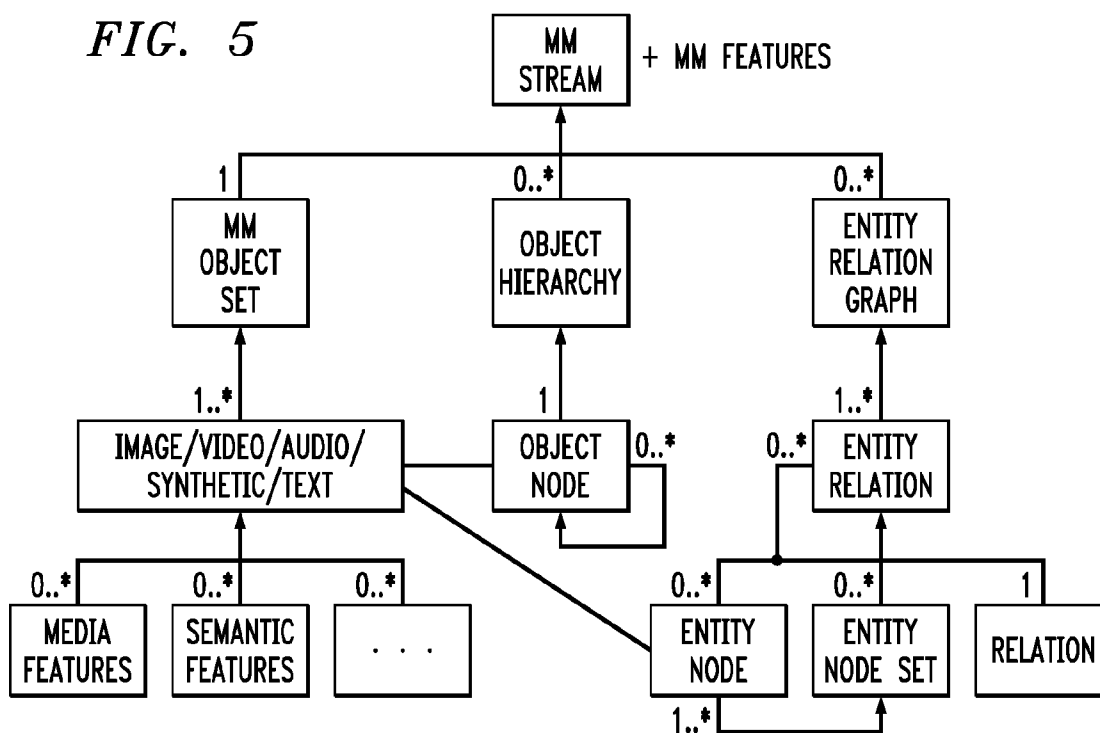 FIG. 5
MM
STREAM
+ MM FEATURES
1
0..*
0..*
MM
OBJECT
SET
OBJECT
HIERARCHY
ENTITY
RELATION
GRAPH
1..*
1
1..*
IMAGE/VIDEO/AUDIO/
SYNTHETIC/TEXT
OBJECT
NODE
0..*
0..*
ENTITY
RELATION
0..*
0..*
0..*
0..*
0..*
1
MEDIA
FEATURES
SEMANTIC
FEATURES
. . .
ENTITY
NODE
ENTITY
NODE SET
RELATION
1..*